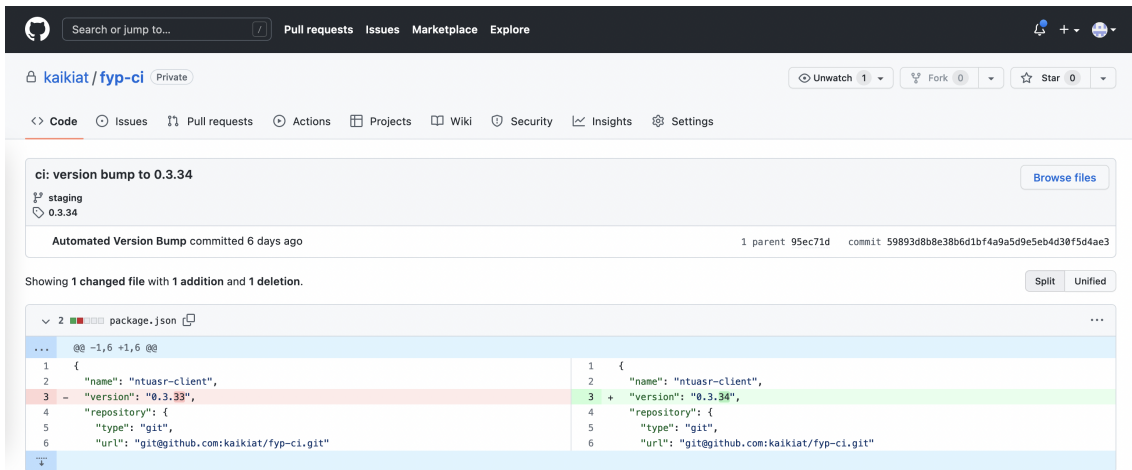 Search or jump to... /
Pull requests Issues Marketplace Explore
kaikiat / fyp-ci Private
Unwatch 1 Fork 0 Star 0
Code Issues Pull requests Actions Projects Wiki Security Insights Settings
ci: version bump to 0.3.34
Browse files
staging
0.3.34
Automated Version Bump committed 6 days ago
1 parent 95ec71d commit 59893d8b8e38b6d1bf4a9a5d9e5eb4d30f5d4ae3
Showing 1 changed file with 1 addition and 1 deletion.
Split Unified
2 package.json
... @@ -1,6 +1,6 @@
1 { 1 {
2 "name": "ntuasr-client", 2 "name": "ntuasr-client",
3 - "version": "0.3.33", 3 + "version": "0.3.34",
4 "repository": { 4 "repository": {
5 "type": "git", 5 "type": "git",
6 "url": "git@github.com:kaikiat/fyp-ci.git" 6 "url": "git@github.com:kaikiat/fyp-ci.git"